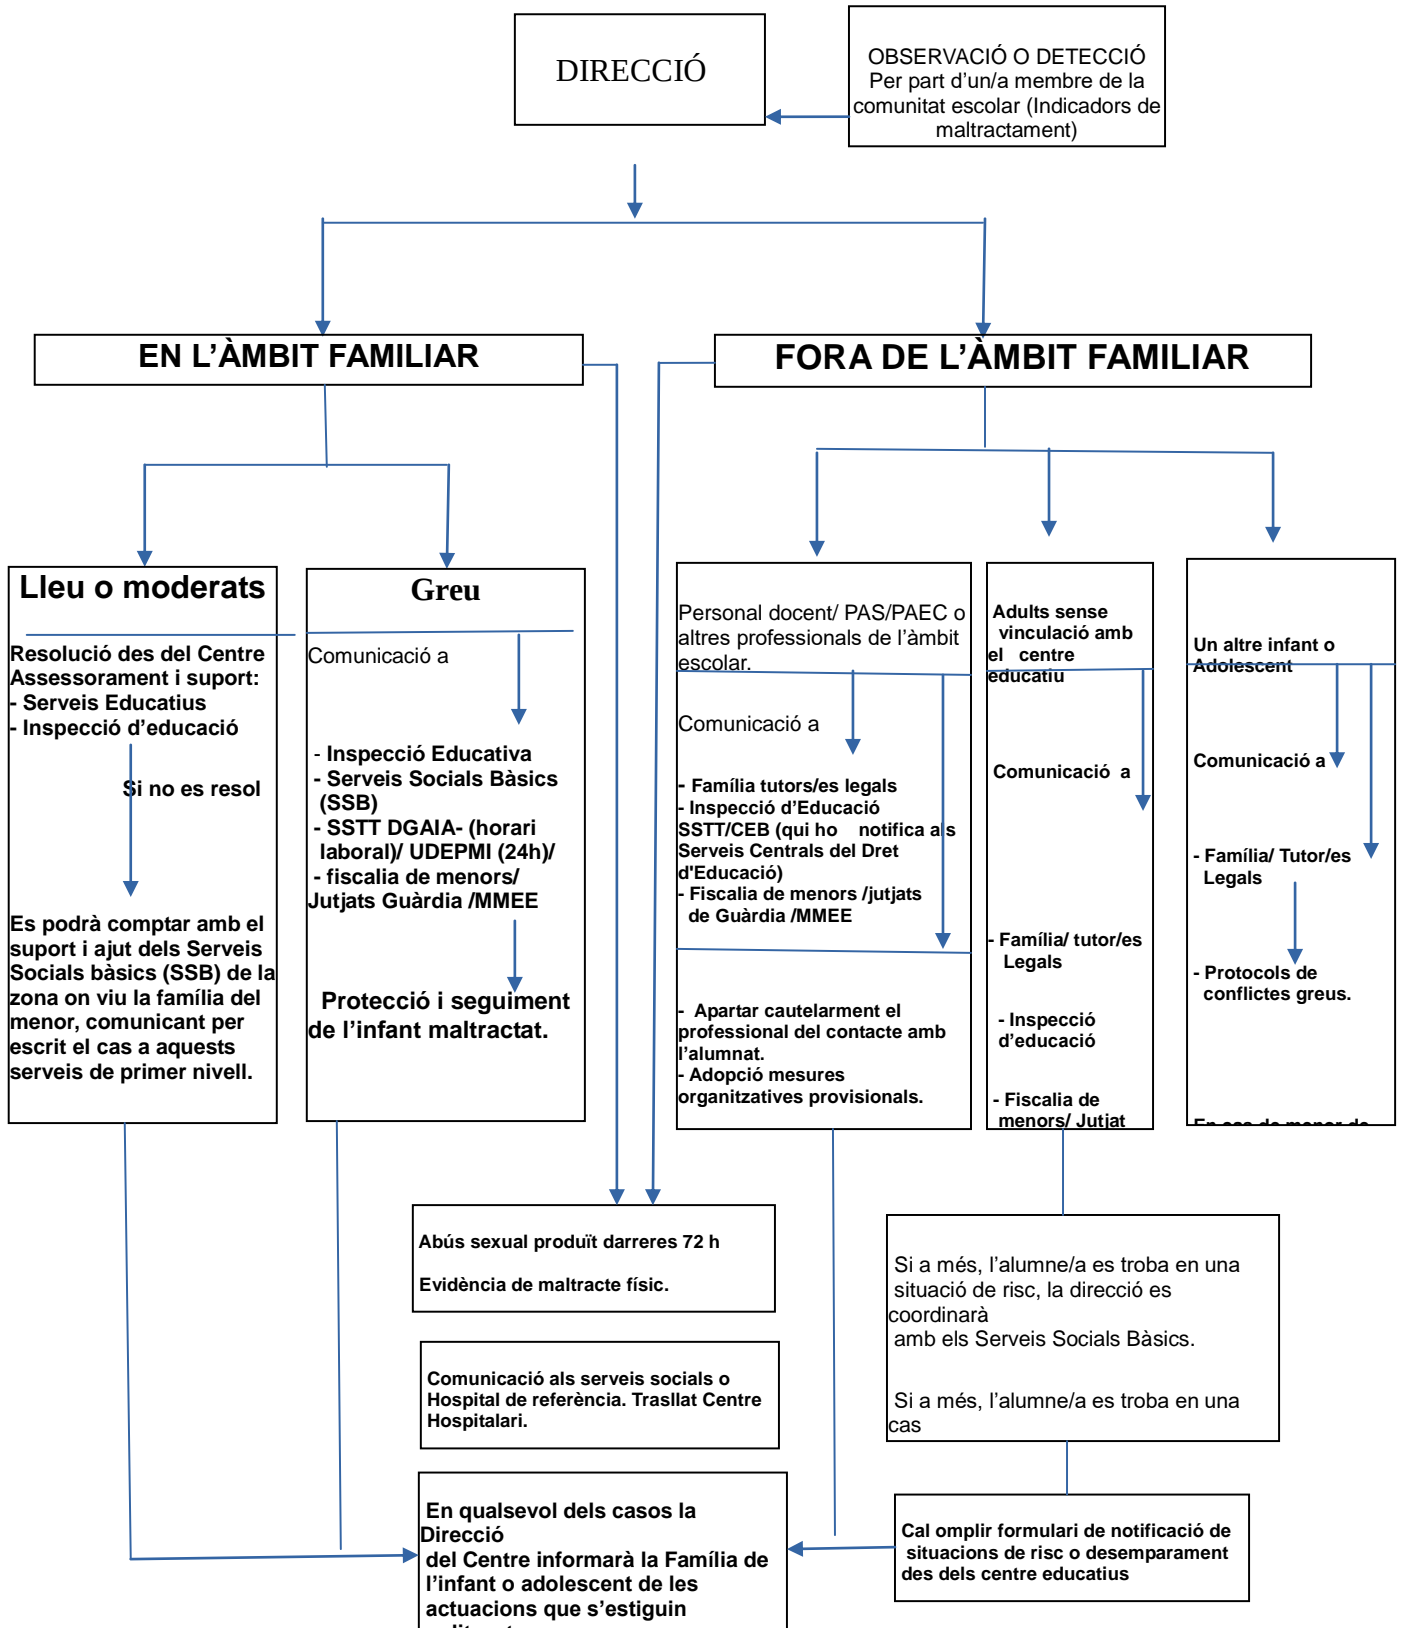 DIRECCIÓ
OBSERVACIÓ O DETECCIÓ
Per part d’un/a membre de la
comunitat escolar (Indicadors de
maltractament)
EN L’ÀMBIT FAMILIAR
FORA DE L’ÀMBIT FAMILIAR
Lleu o moderats
Resolució des del Centre
Assessorament i suport:
- Serveis Educatius
- Inspecció d’educació
Si no es resol
Es podrà comptar amb el
suport i ajut dels Serveis
Socials bàsics (SSB) de la
zona on viu la família del
menor, comunicant per
escrit el cas a aquests
serveis de primer nivell.
Greu
Comunicació a
- Inspecció Educativa
- Serveis Socials Bàsics
(SSB)
- SSTT DGAIA- (horari
laboral)/ UDEPMI (24h)/
- fiscalia de menors/
Jutjats Guàrdia /MMEE
Protecció i seguiment
de l’infant maltractat.
Personal docent/ PAS/PAEC o
altres professionals de l’àmbit
escolar.
Comunicació a
- Família tutors/es legals
- Inspecció d’Educació
SSTT/CEB (qui ho notifica als
Serveis Centrals del Dret
d'Educació)
- Fiscalia de menors /jutjats
de Guàrdia /MMEE
- Apartar cautelarment el
professional del contacte amb
l’alumnat.
- Adopció mesures
organitzatives provisionals.
Adults sense
vinculació amb
el centre
educatiu
Comunicació a
- Família/ tutor/es
Legals
- Inspecció
d’educació
- Fiscalia de
menors/ Jutjat
Un altre infant o
Adolescent
Comunicació a
- Família/ Tutor/es
Legals
- Protocols de
conflictes greus.
En cas de menor de
Abús sexual produït darreres 72 h
Evidència de maltracte físic.
Comunicació als serveis socials o
Hospital de referència. Trasllat Centre
Hospitalari.
Si a més, l’alumne/a es troba en una
situació de risc, la direcció es
coordinarà
amb els Serveis Socials Bàsics.
Si a més, l’alumne/a es troba en una
cas
En qualsevol dels casos la
Direcció
del Centre informarà la Família de
l’infant o adolescent de les
actuacions que s’estiguin
Cal omplir formulari de notificació de
situacions de risc o desemparament
des dels centre educatius